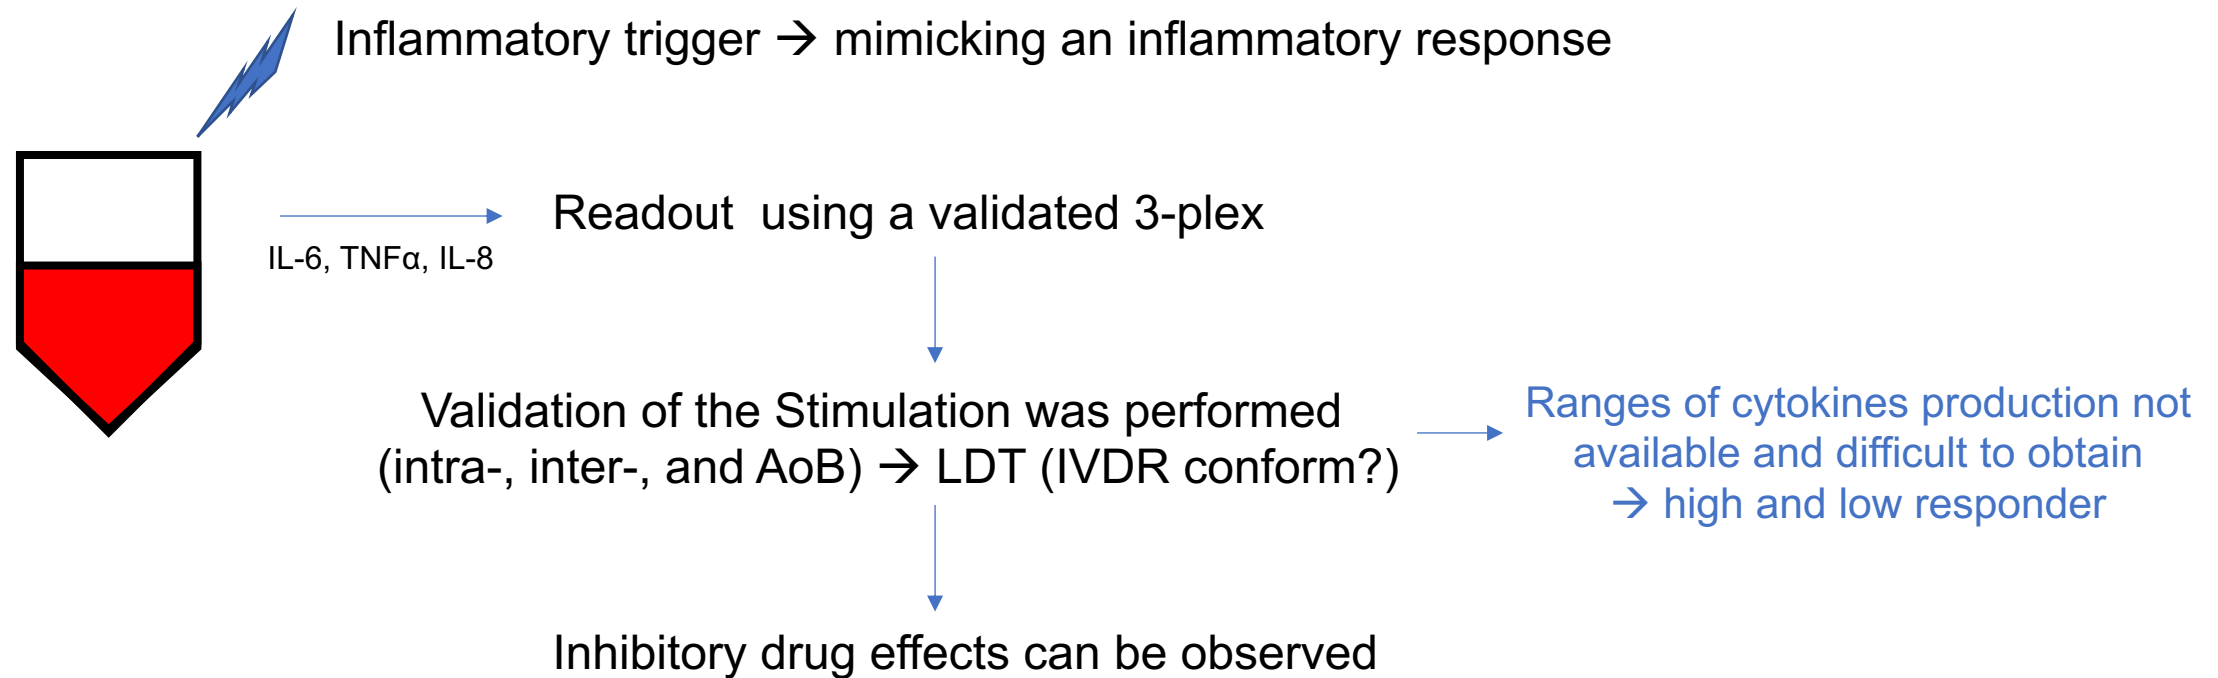 Inflammatory trigger → mimicking an inflammatory response
Readout  using a validated 3-plex
IL-6, TNFα, IL-8
Validation of the Stimulation was performed
(intra-, inter-, and AoB) → LDT (IVDR conform?)
Ranges of cytokines production not
available and difficult to obtain
→ high and low responder
Inhibitory drug effects can be observed